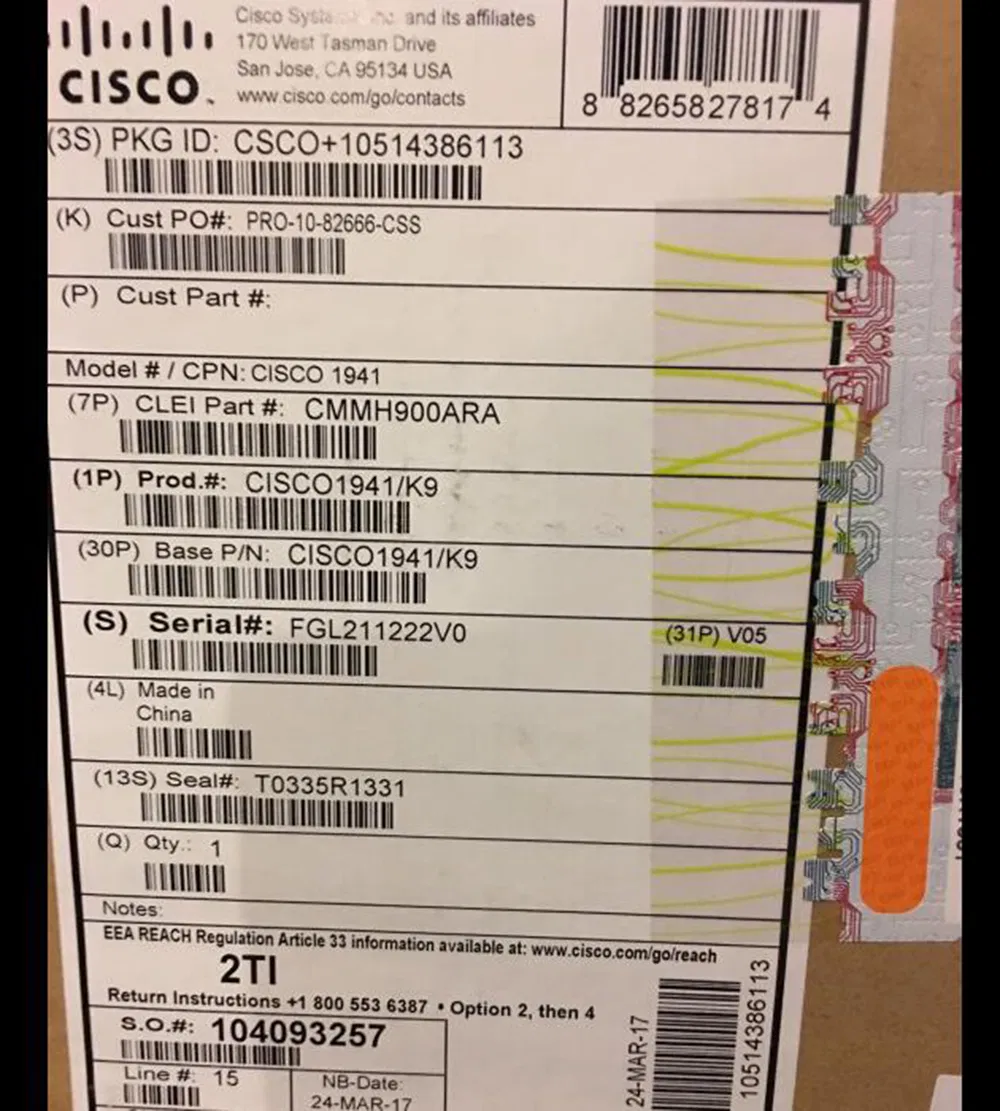 CISCO™
Cisco Systems, Inc. and its affiliates
170 West Tasman Drive
San Jose, CA 95134 USA
www.cisco.com/go/contacts
8 8265827817 4
(3S) PKG ID: CSCO+10514386113
(K) Cust PO#: PRO-10-82666-CSS
(P) Cust Part #:
Model # / CPN: CISCO 1941
(7P) CLEI Part #: CMMH900ARA
(1P) Prod.#: CISCO1941/K9
(30P) Base P/N: CISCO1941/K9
(S) Serial#: FGL211222V0
(31P) V05
(4L) Made in
China
(13S) Seal#: T0335R1331
(Q) Qty.: 1
Notes:
EEA REACH Regulation Article 33 information available at: www.cisco.com/go/reach
2TI
Return Instructions +1 800 553 6387 • Option 2, then 4
S.O.#: 104093257
Line #: 15
NB-Date:
24-MAR-17
24-MAR-17
10514386113